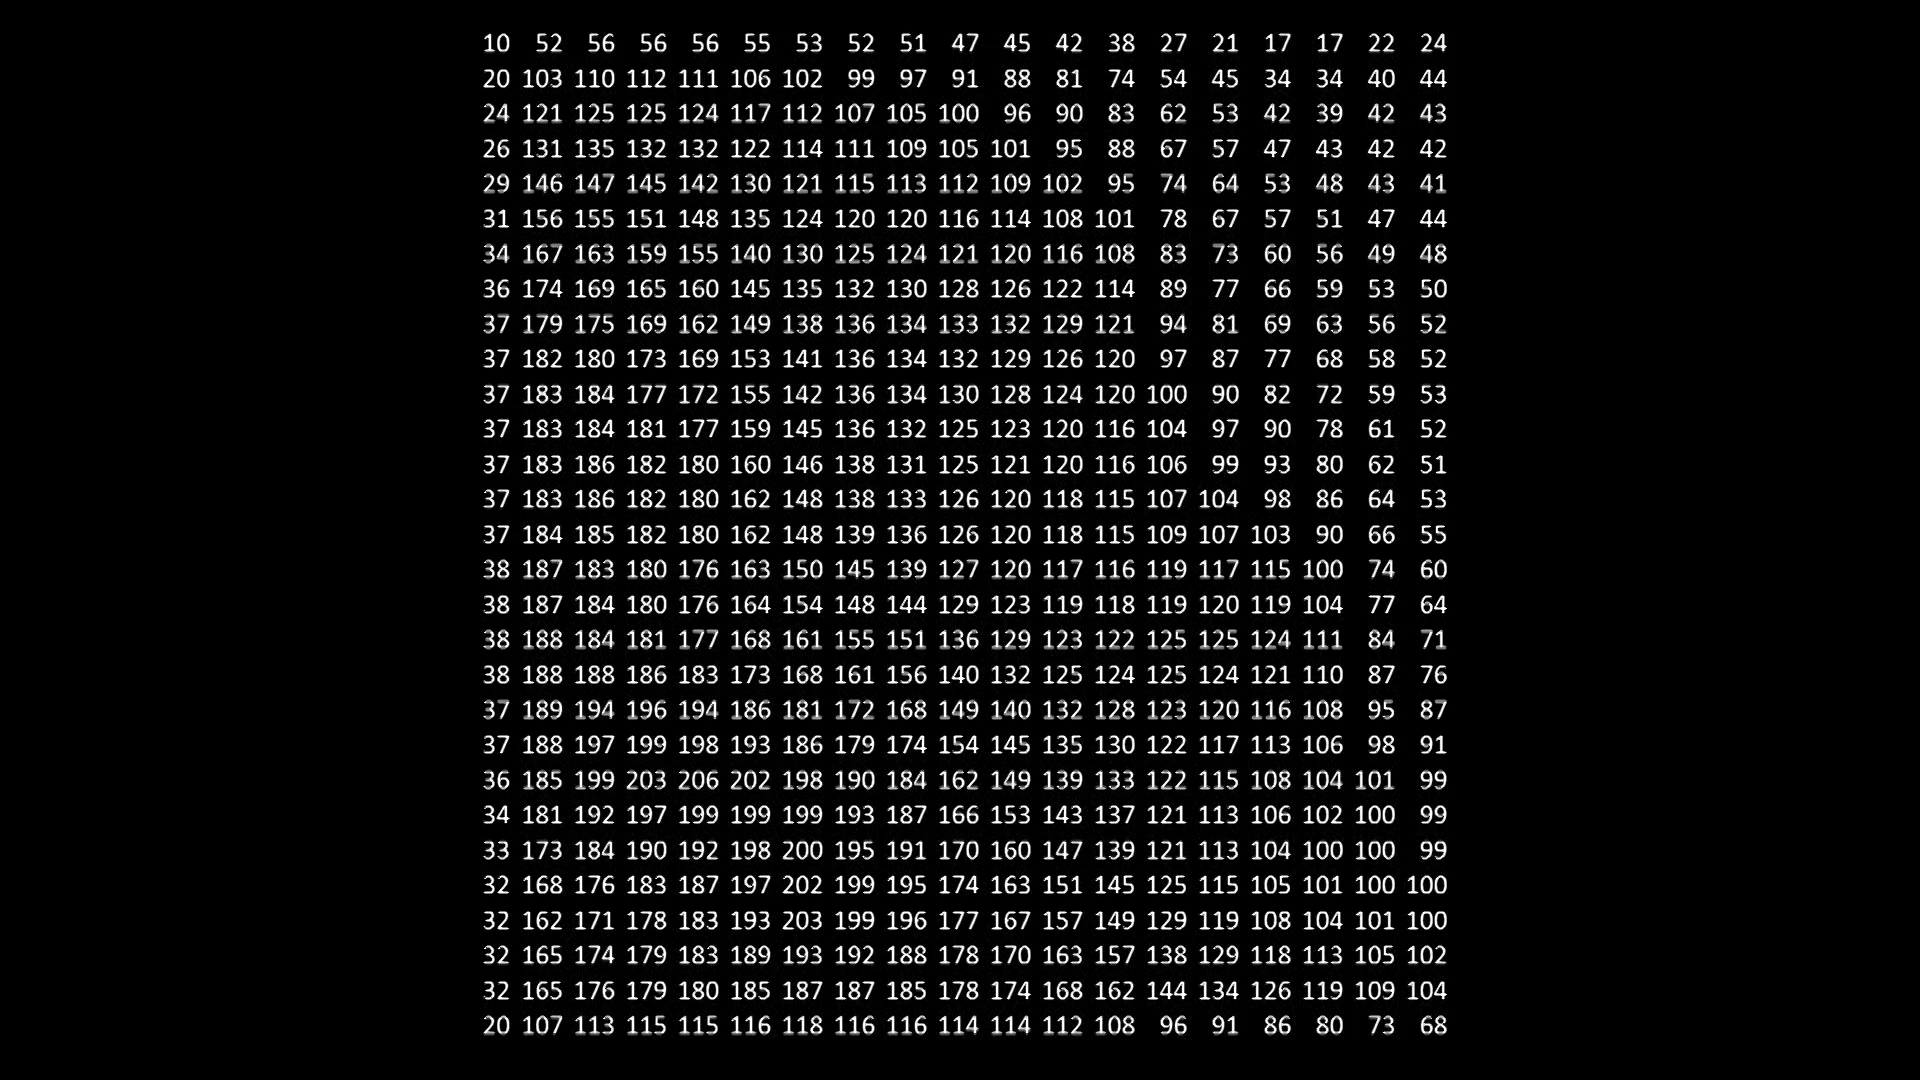 10 52 56 56 56 55 53 52 51 47 45 42 38 27 21 17 17 22 24
20 103 110 112 111 106 102 99 97 91 88 81 74 54 45 34 34 40 44
24 121 125 125 124 117 112 107 105 100 96 90 83 62 53 42 39 42 43
26 131 135 132 132 122 114 111 109 105 101 95 88 67 57 47 43 42 42
29 146 147 145 142 130 121 115 113 112 109 102 95 74 64 53 48 43 41
31 156 155 151 148 135 124 120 120 116 114 108 101 78 67 57 51 47 44
34 167 163 159 155 140 130 125 124 121 120 116 108 83 73 60 56 49 48
36 174 169 165 160 145 135 132 130 128 126 122 114 89 77 66 59 53 50
37 179 175 169 162 149 138 136 134 133 132 129 121 94 81 69 63 56 52
37 182 180 173 169 153 141 136 134 132 129 126 120 97 87 77 68 58 52
37 183 184 177 172 155 142 136 134 130 128 124 120 100 90 82 72 59 53
37 183 184 181 177 159 145 136 132 125 123 120 116 104 97 90 78 61 52
37 183 186 182 180 160 146 138 131 125 121 120 116 106 99 93 80 62 51
37 183 186 182 180 162 148 138 133 126 120 118 115 107 104 98 86 64 53
37 184 185 182 180 162 148 139 136 126 120 118 115 109 107 103 90 66 55
38 187 183 180 176 163 150 145 139 127 120 117 116 119 117 115 100 74 60
38 187 184 180 176 164 154 148 144 129 123 119 118 119 120 119 104 77 64
38 188 184 181 177 168 161 155 151 136 129 123 122 125 125 124 111 84 71
38 188 188 186 183 173 168 161 156 140 132 125 124 125 124 121 110 87 76
37 189 194 196 194 186 181 172 168 149 140 132 128 123 120 116 108 95 87
37 188 197 199 198 193 186 179 174 154 145 135 130 122 117 113 106 98 91
36 185 199 203 206 202 198 190 184 162 149 139 133 122 115 108 104 101 99
34 181 192 197 199 199 199 193 187 166 153 143 137 121 113 106 102 100 99
33 173 184 190 192 198 200 195 191 170 160 147 139 121 113 104 100 100 99
32 168 176 183 187 197 202 199 195 174 163 151 145 125 115 105 101 100 100
32 162 171 178 183 193 203 199 196 177 167 157 149 129 119 108 104 101 100
32 165 174 179 183 189 193 192 188 178 170 163 157 138 129 118 113 105 102
32 165 176 179 180 185 187 187 185 178 174 168 162 144 134 126 119 109 104
20 107 113 115 115 116 118 116 116 114 114 112 108 96 91 86 80 73 68